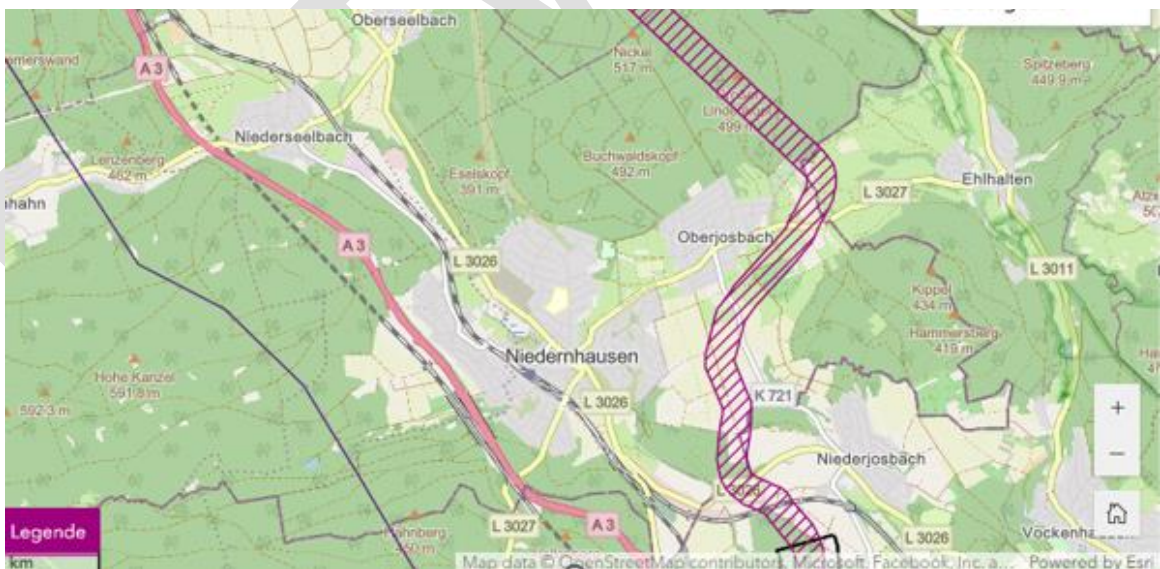 Oberseelbach
Nickel
517 m
Spitzeberg
449.9 m
A 3
499 m
Niederseelbach
Buchwaldskopf
492 m
Lenzenberg
462 m
Eselskopf
391 m
Ehlhalten
L 3027
hahn
Oberjosbach
A 3
L 3026
L 3011
Kippel
434 m
Hammersberg
419 m
Niedernhausen
Hohe Kanzel
591.8 m
592.3 m
L 3026
K 721
+
Niederjosbach
−
Legende
L 3027
A 3
L 3026
km
Map data © OpenStreetMap contributors, Microsoft, Facebook, Inc. a... Powered by Esri